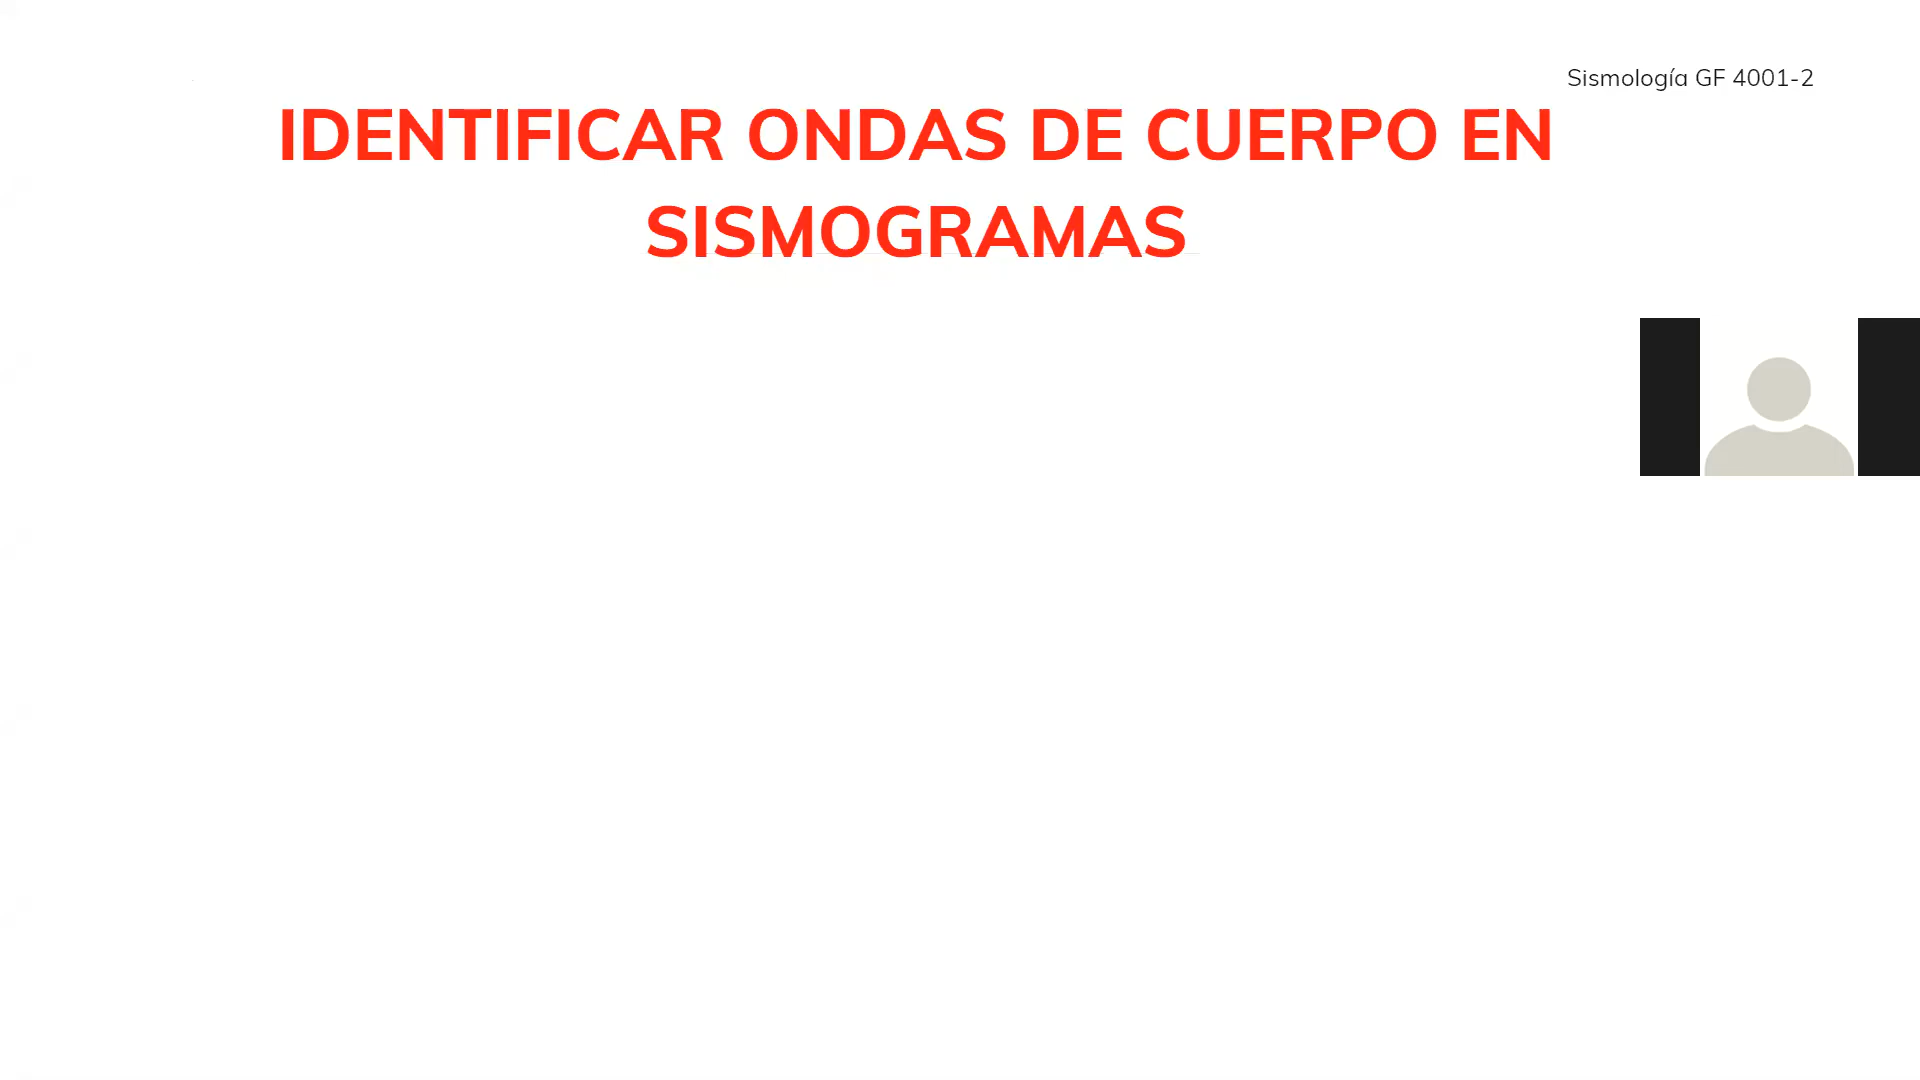 Sismología GF 4001-2
IDENTIFICAR ONDAS DE CUERPO EN
SISMOGRAMAS